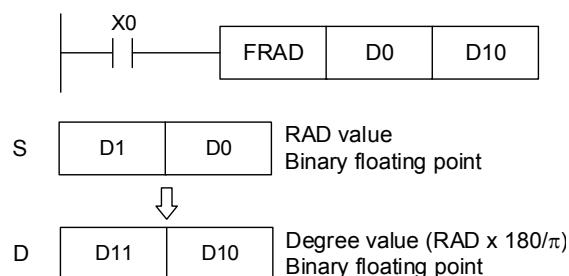 X0
FRAD D0 D10
S D1 D0 RAD value
Binary floating point
D D11 D10 Degree value (RAD x 180/π)
Binary floating point